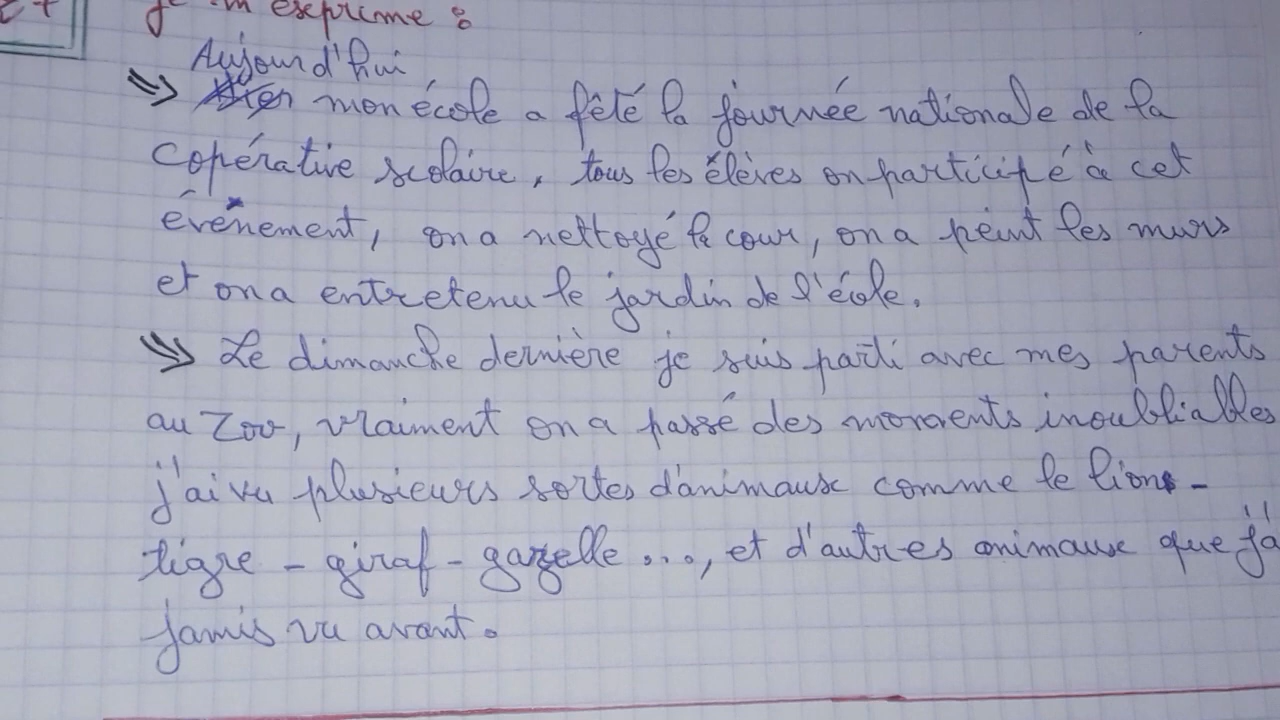 je m'exprime :
Aujourd'hui
⇒ mon école a fêté la journée nationale de la
copérative scolaire, tous les élèves on participé à cet
événement, on a nettoyé la cour, on a peint les murs
et on a entretenu le jardin de l'école.
⇒ Le dimanche dernière je suis parti avec mes parents
au Zoo, vraiment on a passé des moments inoubliables
j'ai vu plusieurs sortes d'animaux comme le lion -
tigre - giraf - gazelle ..., et d'autres animaux que j'a
jamis vu avant.